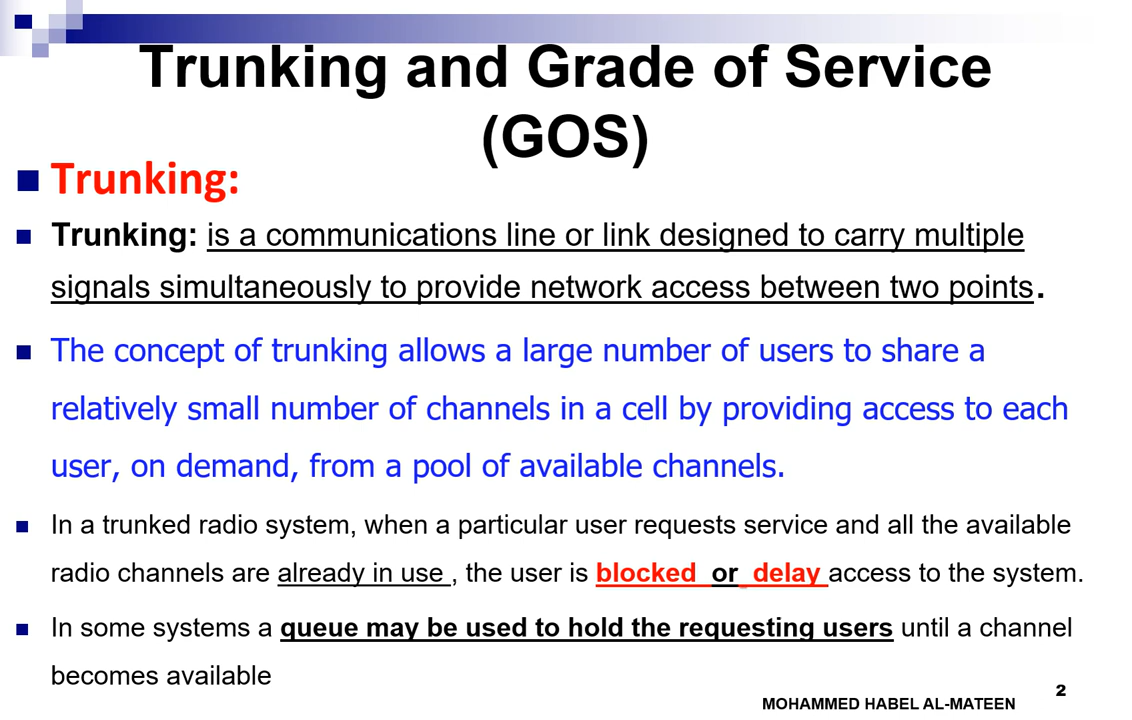 Trunking and Grade of Service
(GOS)
Trunking:
Trunking: is a communications line or link designed to carry multiple
signals simultaneously to provide network access between two points.
The concept of trunking allows a large number of users to share a
relatively small number of channels in a cell by providing access to each
user, on demand, from a pool of available channels.
In a trunked radio system, when a particular user requests service and all the available
radio channels are already in use , the user is blocked or delay access to the system.
In some systems a queue may be used to hold the requesting users until a channel
becomes available
2
MOHAMMED HABEL AL-MATEEN